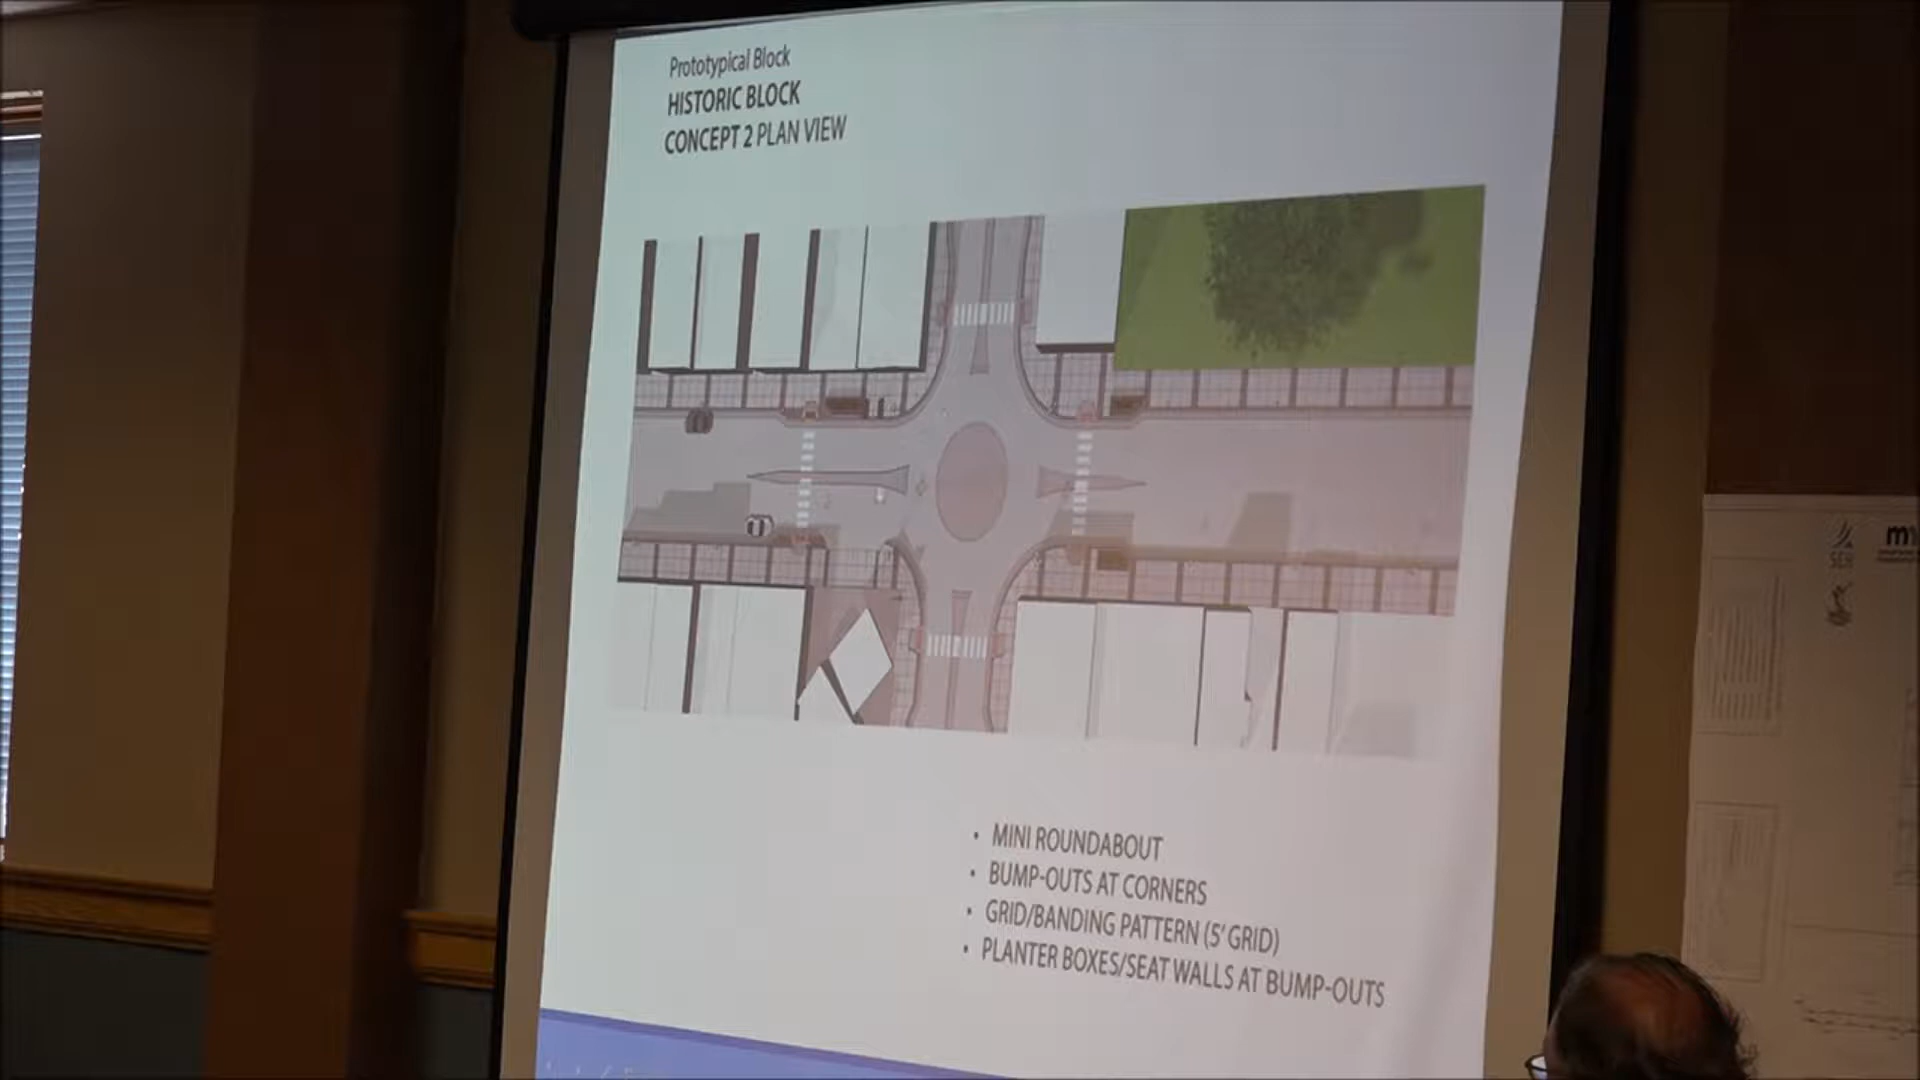 Prototypical Block
HISTORIC BLOCK
CONCEPT 2 PLAN VIEW
• MINI ROUNDABOUT
• BUMP-OUTS AT CORNERS
• GRID/BANDING PATTERN (5' GRID)
• PLANTER BOXES/SEAT WALLS AT BUMP-OUTS
SEH